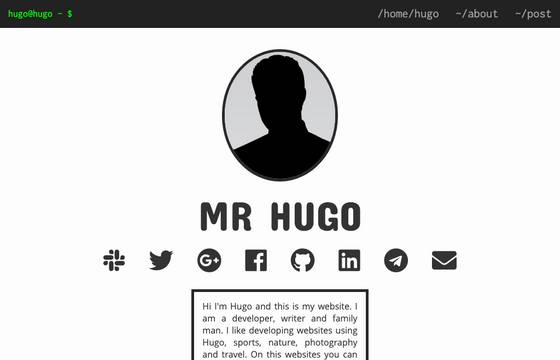 hugo@hugo ~ $
/home/hugo ~/about ~/post
MR HUGO
Hi I'm Hugo and this is my website. I
am a developer, writer and family
man. I like developing websites using
Hugo, sports, nature, photography
and travel. On this websites you can